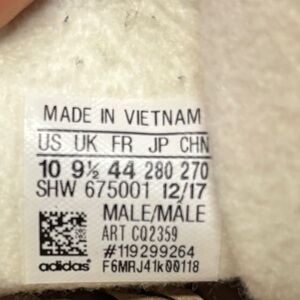 MADE IN VIETNAM
US UK FR JP CHN
10 9½ 44 280 270
SHW 675001 12/17
MALE/MÂLE
ART CQ2359
#119299264
adidas F6MRJ41k00118